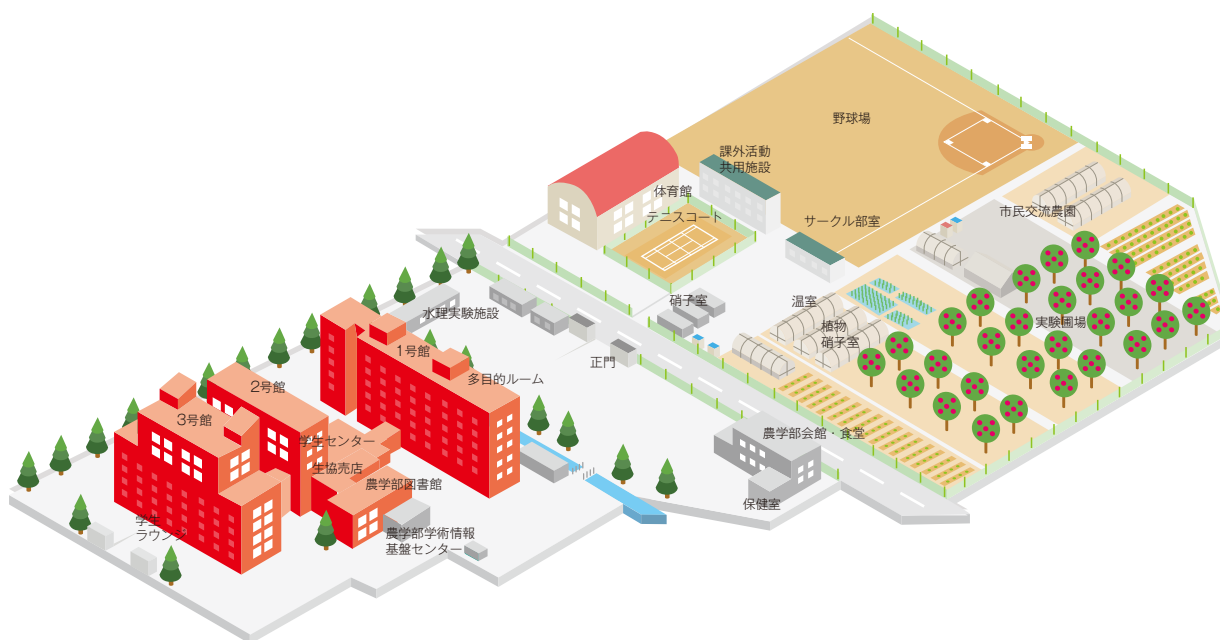 野球場
課外活動
共用施設
体育館
テニスコート
サークル部室
市民交流農園
硝子室
温室
植物
硝子室
実験圃場
水理実験施設
正門
1号館
多目的ルーム
2号館
3号館
学生センター
生協売店
農学部図書館
農学部会館・食堂
保健室
学生
ラウンジ
農学部学術情報
基盤センター